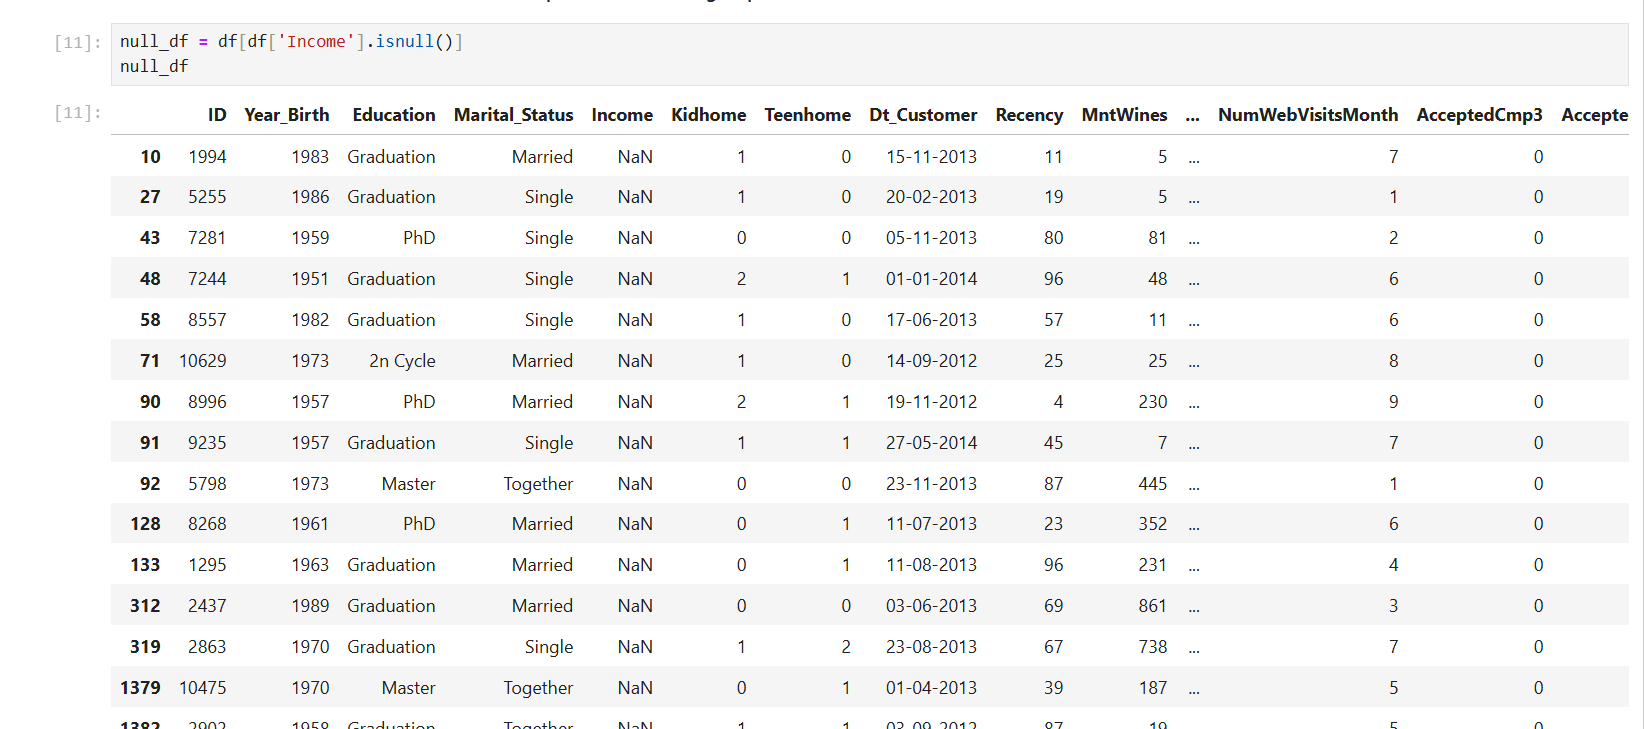 [11]: null_df = df[df['Income'].isnull()]
null_df
[11]: ID Year_Birth Education Marital_Status Income Kidhome Teenhome Dt_Customer Recency MntWines ... NumWebVisitsMonth AcceptedCmp3 Accepte
10 1994 1983 Graduation Married NaN 1 0 15-11-2013 11 5 ... 7 0
27 5255 1986 Graduation Single NaN 1 0 20-02-2013 19 5 ... 1 0
43 7281 1959 PhD Single NaN 0 0 05-11-2013 80 81 ... 2 0
48 7244 1951 Graduation Single NaN 2 1 01-01-2014 96 48 ... 6 0
58 8557 1982 Graduation Single NaN 1 0 17-06-2013 57 11 ... 6 0
71 10629 1973 2n Cycle Married NaN 1 0 14-09-2012 25 25 ... 8 0
90 8996 1957 PhD Married NaN 2 1 19-11-2012 4 230 ... 9 0
91 9235 1957 Graduation Single NaN 1 1 27-05-2014 45 7 ... 7 0
92 5798 1973 Master Together NaN 0 0 23-11-2013 87 445 ... 1 0
128 8268 1961 PhD Married NaN 0 1 11-07-2013 23 352 ... 6 0
133 1295 1963 Graduation Married NaN 0 1 11-08-2013 96 231 ... 4 0
312 2437 1989 Graduation Married NaN 0 0 03-06-2013 69 861 ... 3 0
319 2863 1970 Graduation Single NaN 1 2 23-08-2013 67 738 ... 7 0
1379 10475 1970 Master Together NaN 0 1 01-04-2013 39 187 ... 5 0
1382 2902 1958 Graduation Together NaN 1 1 03-09-2012 87 19 ... 5 0